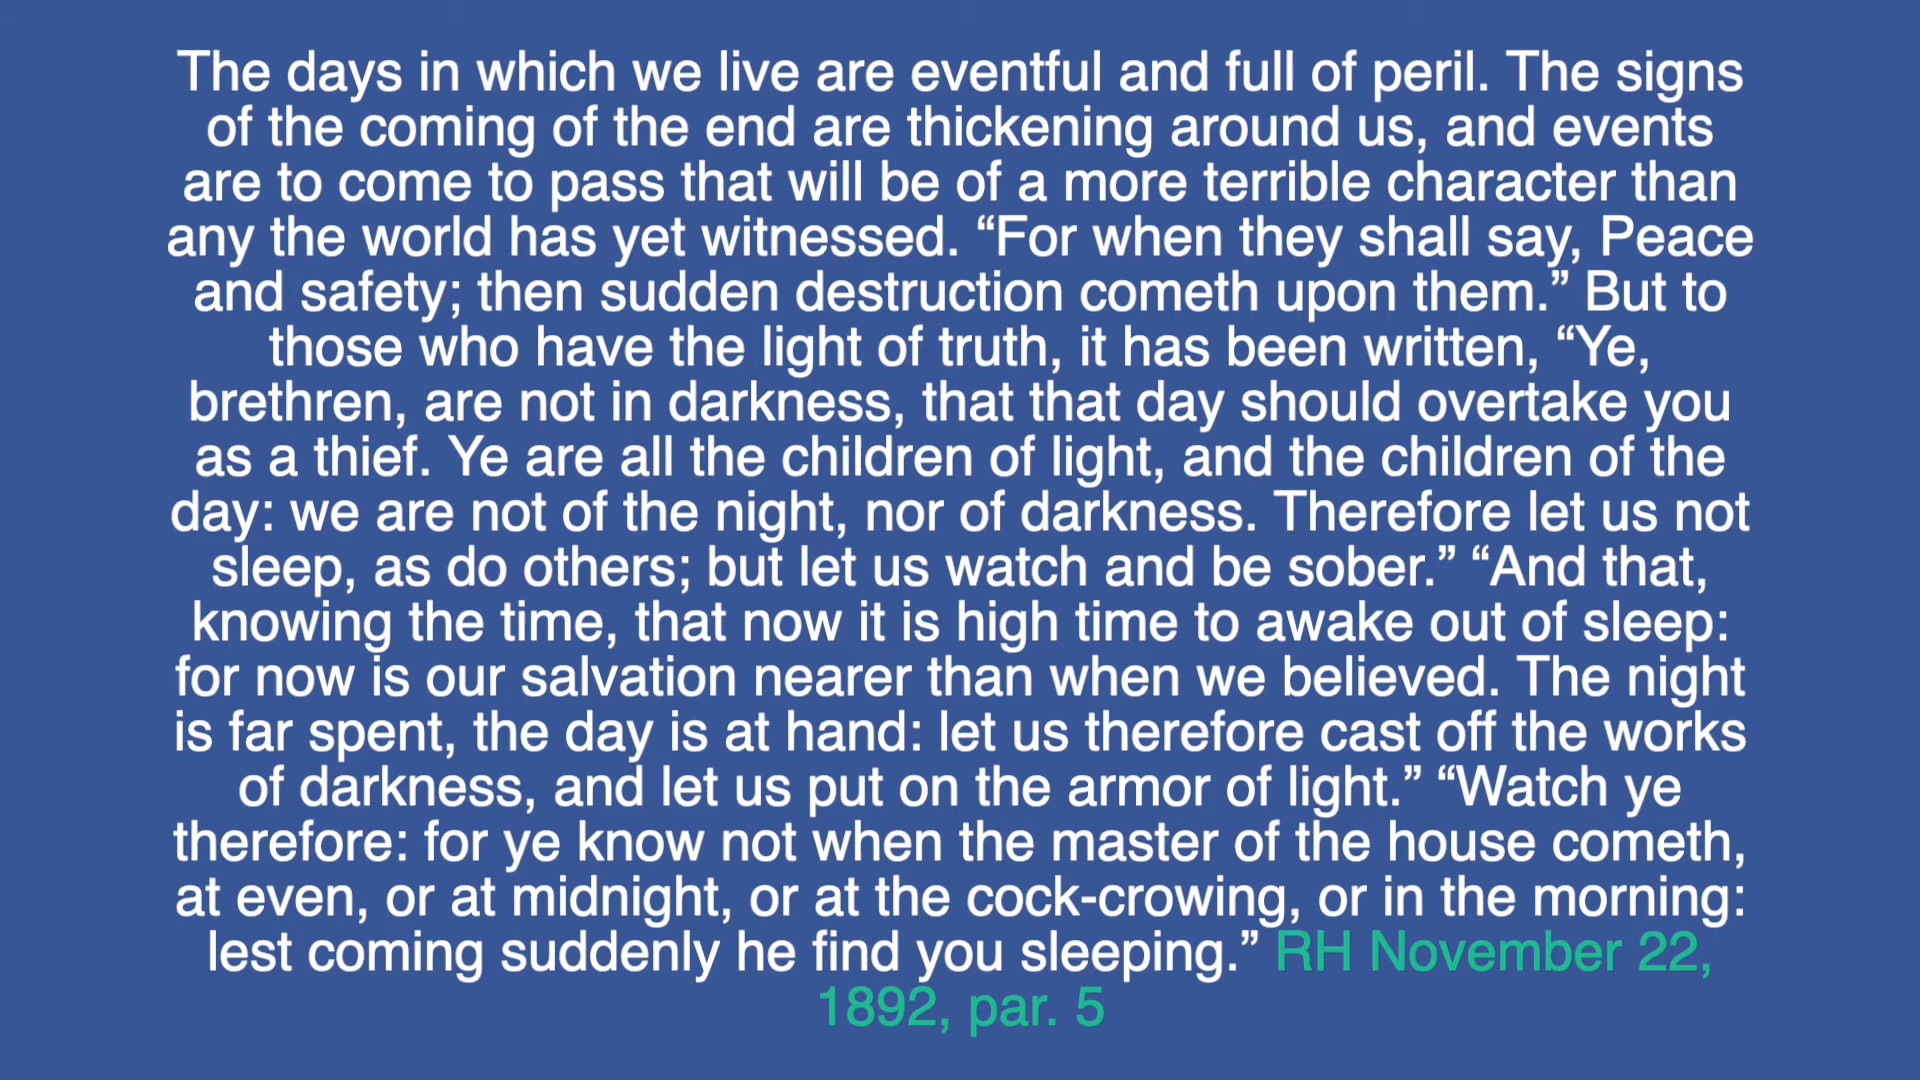 The days in which we live are eventful and full of peril. The signs
of the coming of the end are thickening around us, and events
are to come to pass that will be of a more terrible character than
any the world has yet witnessed. “For when they shall say, Peace
and safety; then sudden destruction cometh upon them.” But to
those who have the light of truth, it has been written, “Ye,
brethren, are not in darkness, that that day should overtake you
as a thief. Ye are all the children of light, and the children of the
day: we are not of the night, nor of darkness. Therefore let us not
sleep, as do others; but let us watch and be sober.” “And that,
knowing the time, that now it is high time to awake out of sleep:
for now is our salvation nearer than when we believed. The night
is far spent, the day is at hand: let us therefore cast off the works
of darkness, and let us put on the armor of light.” “Watch ye
therefore: for ye know not when the master of the house cometh,
at even, or at midnight, or at the cock-crowing, or in the morning:
lest coming suddenly he find you sleeping.” RH November 22,
1892, par. 5